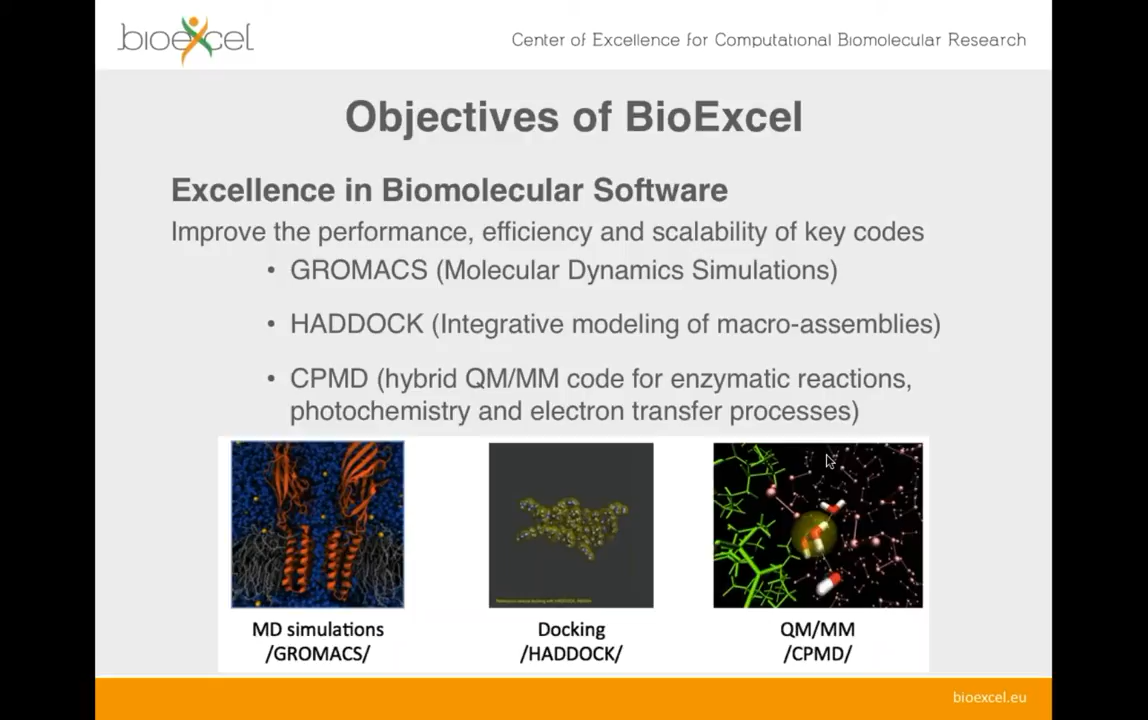 bioexcel
Center of Excellence for Computational Biomolecular Research
Objectives of BioExcel
Excellence in Biomolecular Software
Improve the performance, efficiency and scalability of key codes
• GROMACS (Molecular Dynamics Simulations)
• HADDOCK (Integrative modeling of macro-assemblies)
• CPMD (hybrid QM/MM code for enzymatic reactions,
photochemistry and electron transfer processes)
MD simulations
/GROMACS/
Docking
/HADDOCK/
QM/MM
/CPMD/
bioexcel.eu